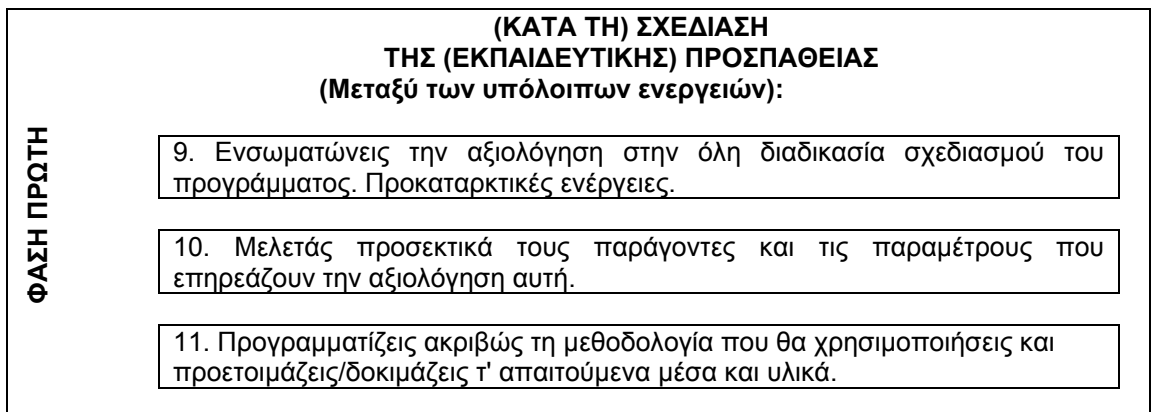 (ΚΑΤΑ ΤΗ) ΣΧΕΔΙΑΣΗ
ΤΗΣ (ΕΚΠΑΙΔΕΥΤΙΚΗΣ) ΠΡΟΣΠΑΘΕΙΑΣ
(Μεταξύ των υπόλοιπων ενεργειών):
ΦΑΣΗ ΠΡΩΤΗ
9. Ενσωματώνεις την αξιολόγηση στην όλη διαδικασία σχεδιασμού του
προγράμματος. Προκαταρκτικές ενέργειες.
10. Μελετάς προσεκτικά τους παράγοντες και τις παραμέτρους που
επηρεάζουν την αξιολόγηση αυτή.
11. Προγραμματίζεις ακριβώς τη μεθοδολογία που θα χρησιμοποιήσεις και
προετοιμάζεις/δοκιμάζεις τ' απαιτούμενα μέσα και υλικά.